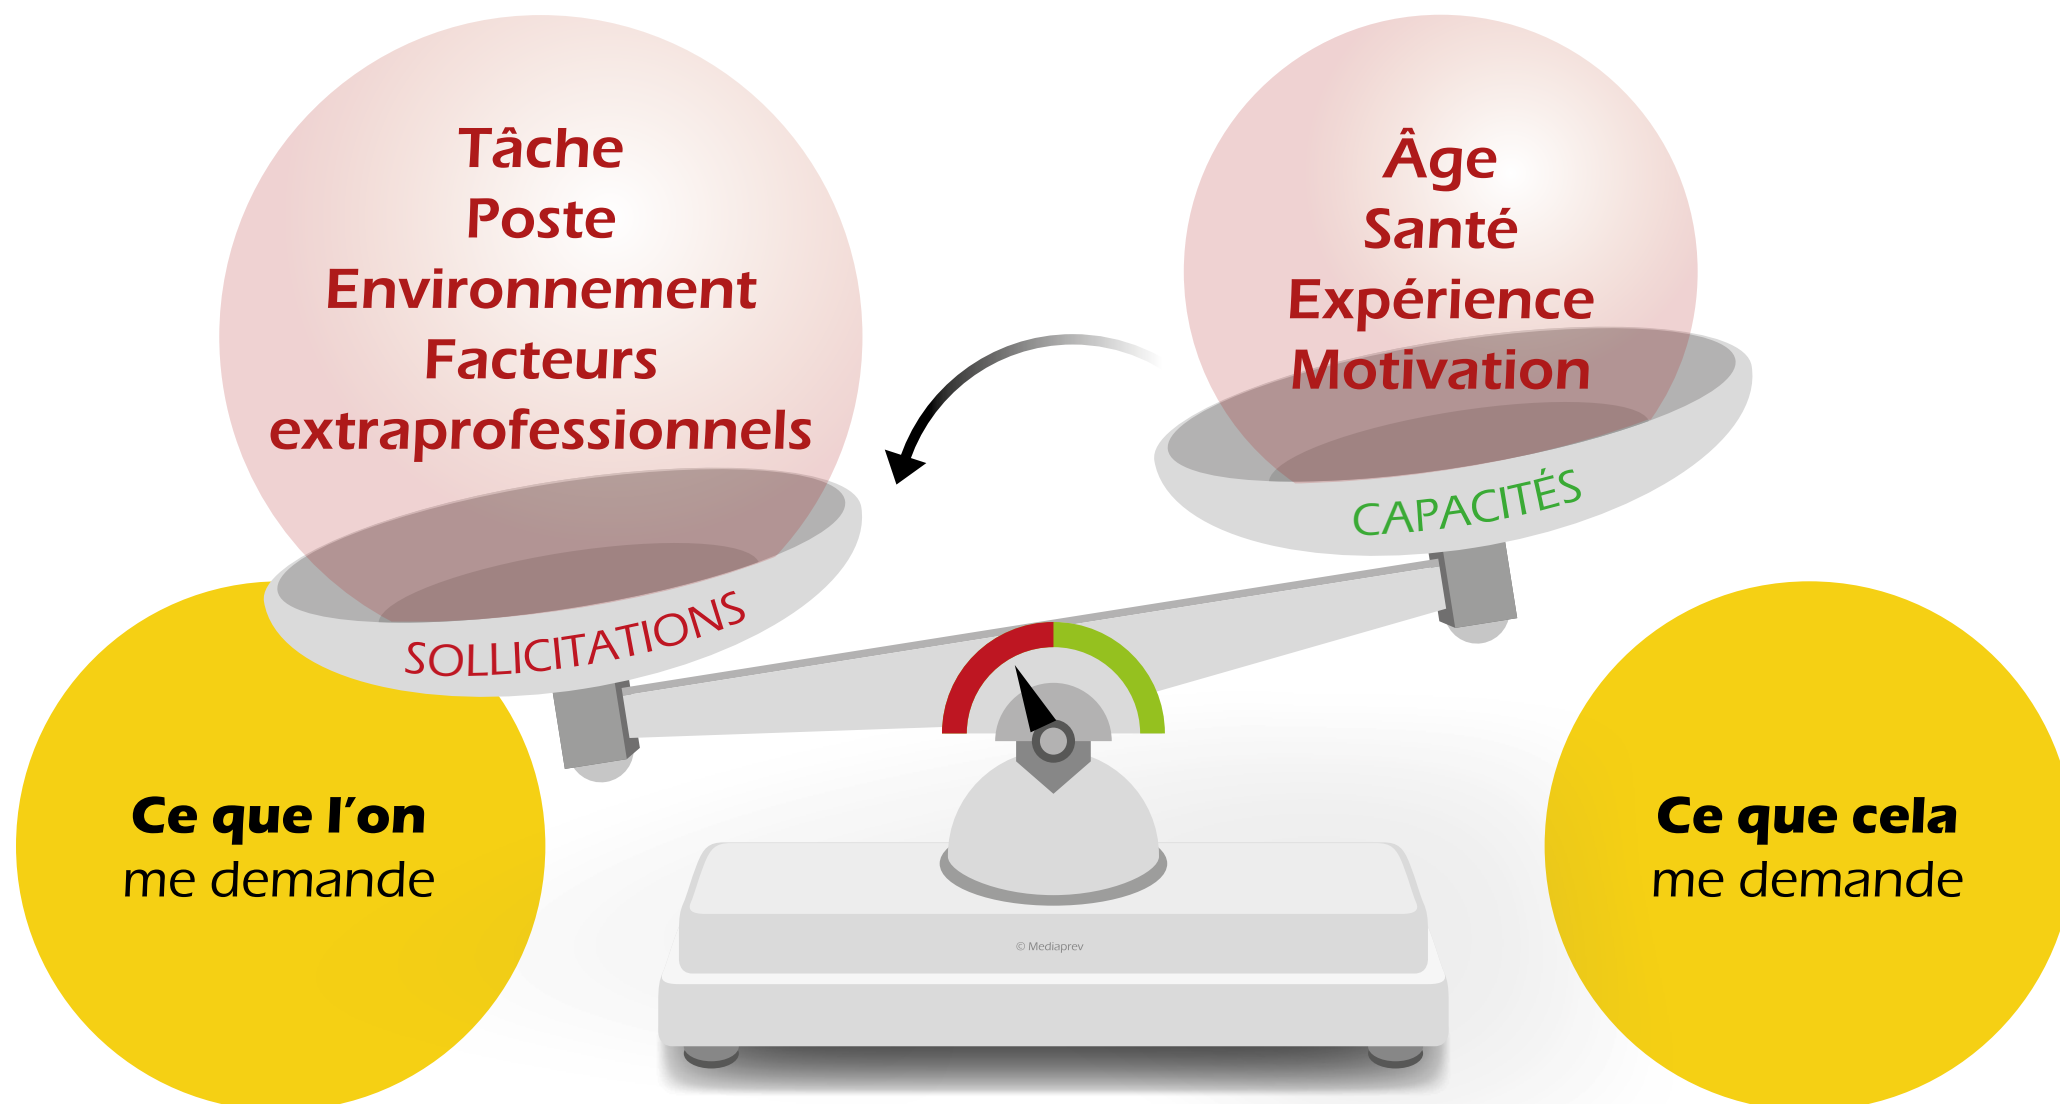 Tâche
Poste
Environnement
Facteurs
extraprofessionnels
SOLLICITATIONS
Âge
Santé
Expérience
Motivation
CAPACITÉS
Ce que l’on
me demande
Ce que cela
me demande
© Mediaprev